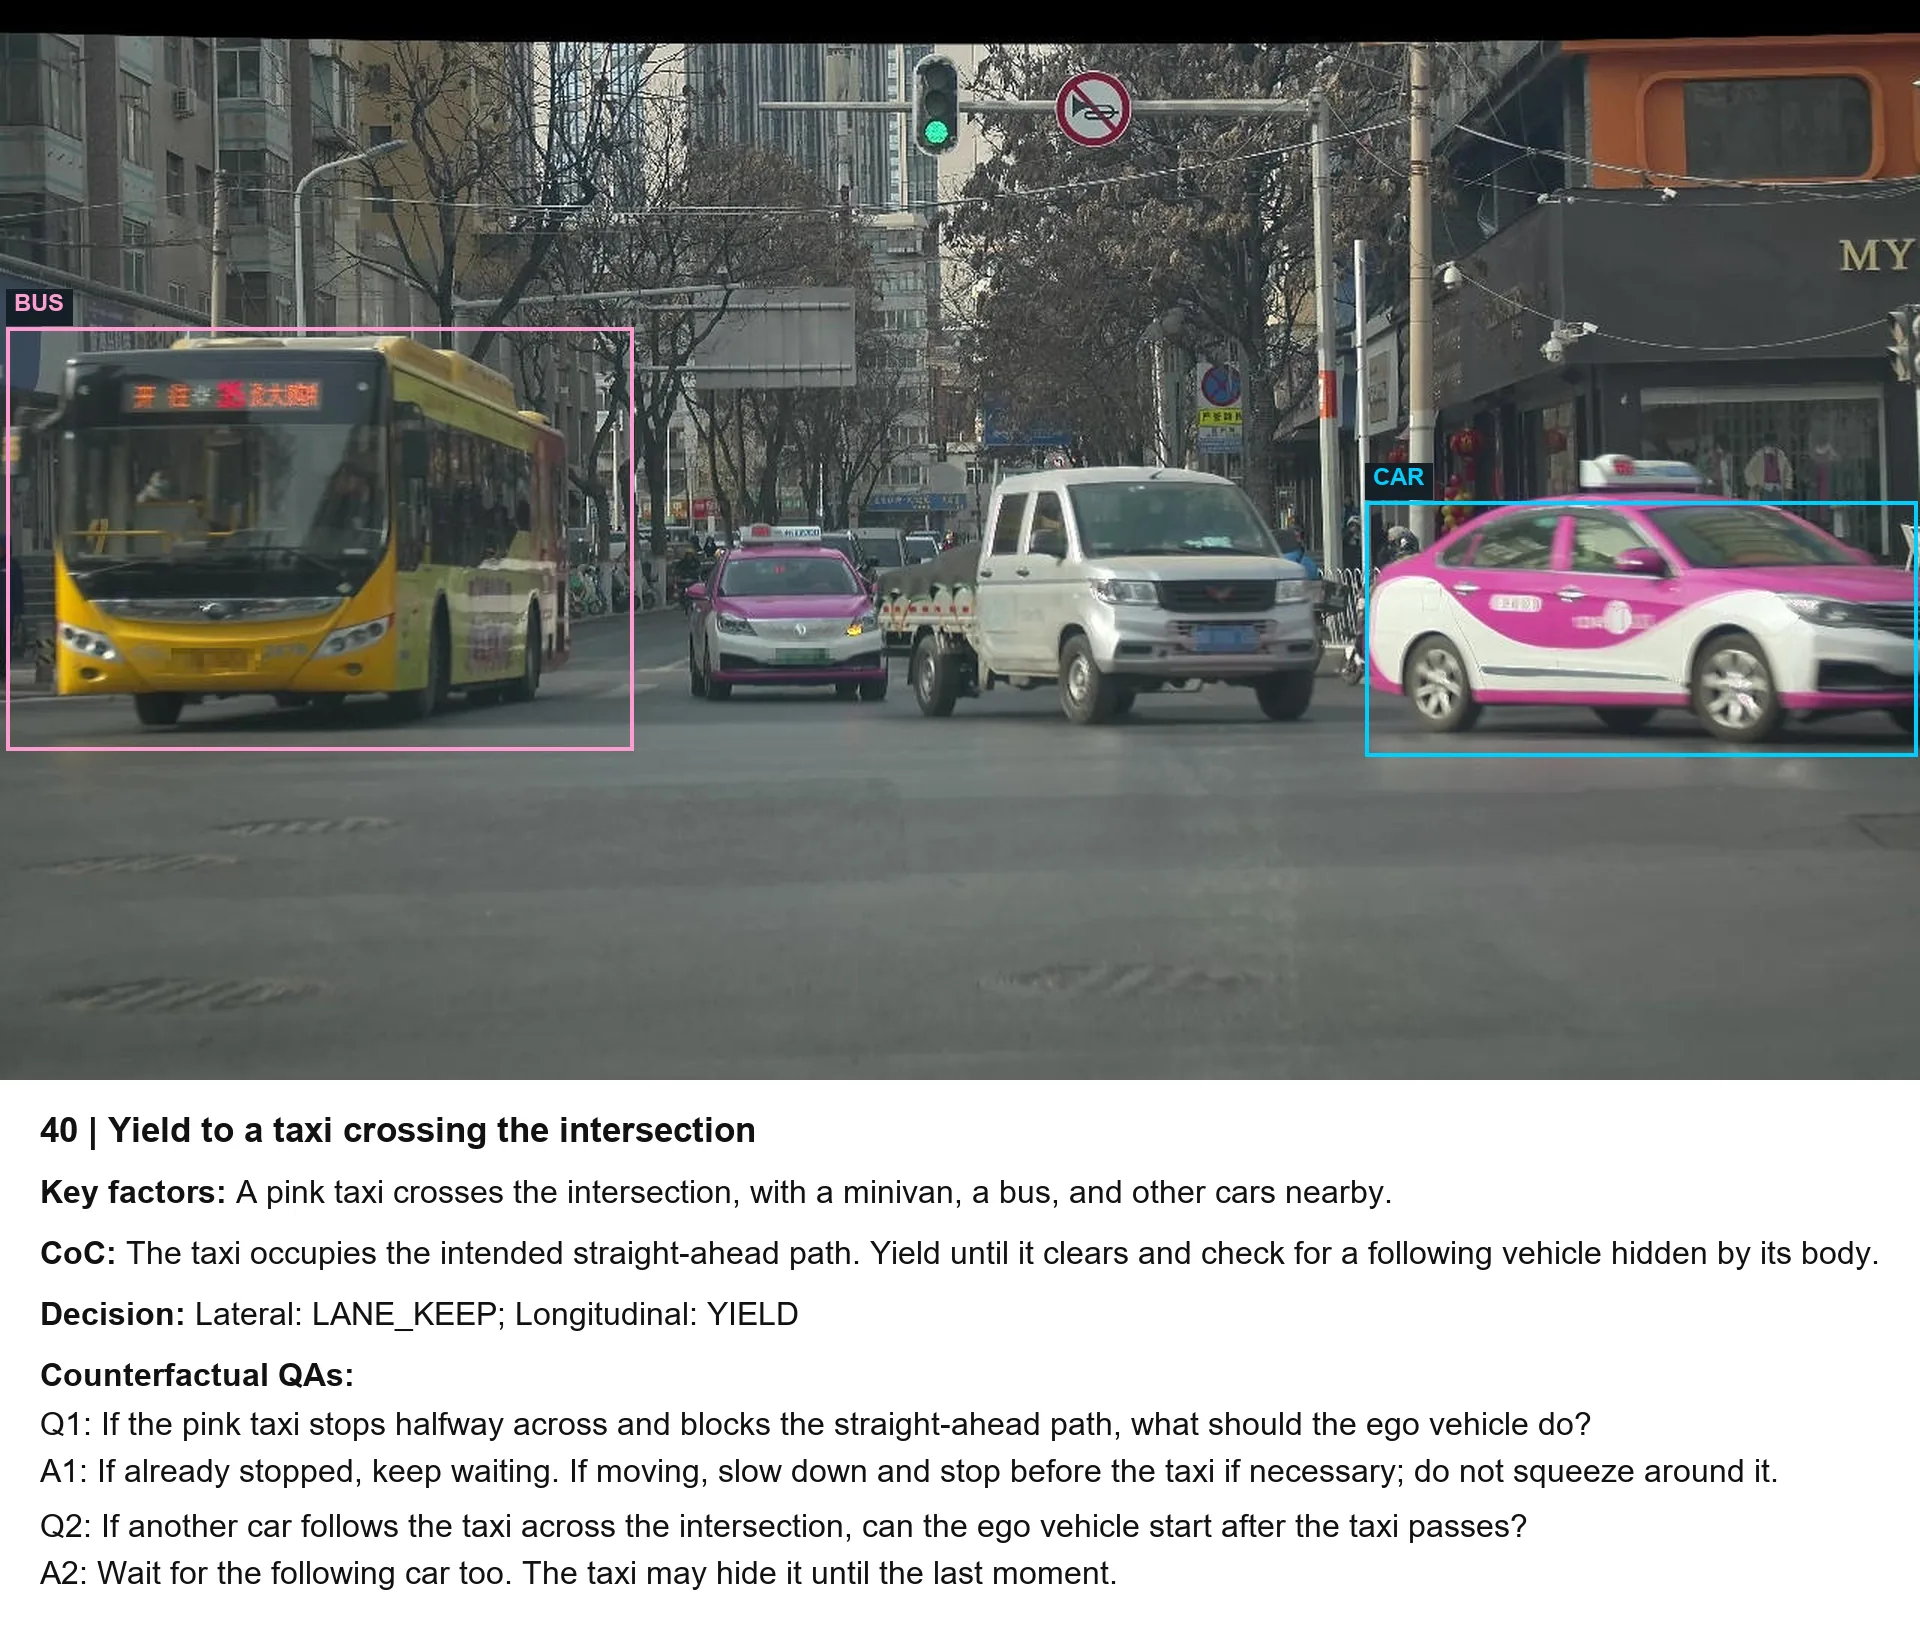 MY
BUS
开往 25
CAR
40 | Yield to a taxi crossing the intersection
Key factors: A pink taxi crosses the intersection, with a minivan, a bus, and other cars nearby.
CoC: The taxi occupies the intended straight-ahead path. Yield until it clears and check for a following vehicle hidden by its body.
Decision: Lateral: LANE_KEEP; Longitudinal: YIELD
Counterfactual QAs:
Q1: If the pink taxi stops halfway across and blocks the straight-ahead path, what should the ego vehicle do?
A1: If already stopped, keep waiting. If moving, slow down and stop before the taxi if necessary; do not squeeze around it.
Q2: If another car follows the taxi across the intersection, can the ego vehicle start after the taxi passes?
A2: Wait for the following car too. The taxi may hide it until the last moment.